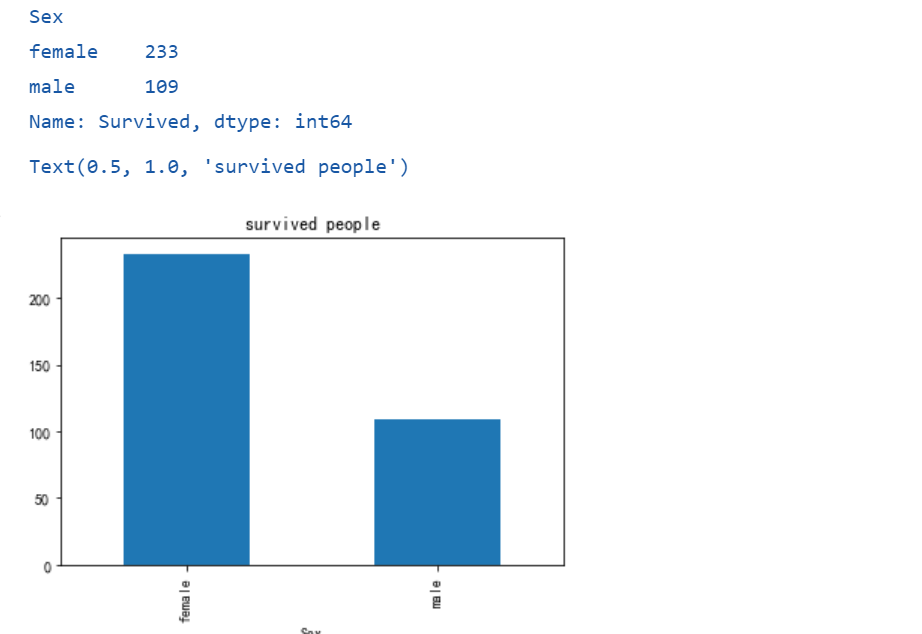 Sex
female    233
male      109
Name: Survived, dtype: int64
Text(0.5, 1.0, 'survived people')
survived people
200
150
100
50
0
female
male
Sex